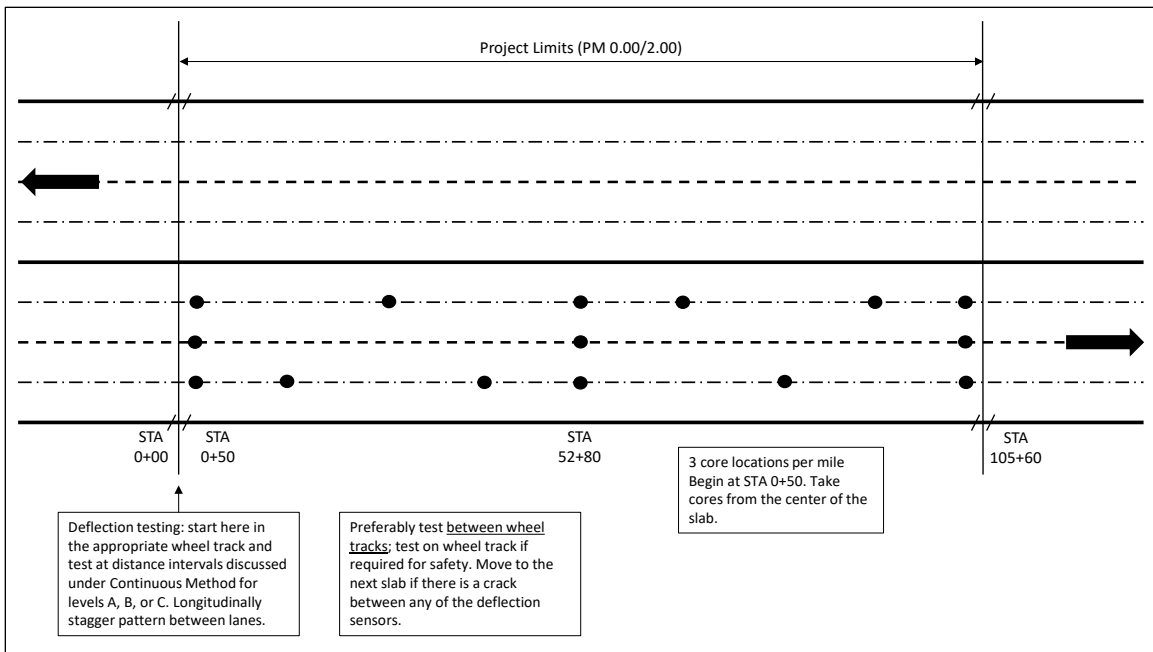 Project Limits (PM 0.00/2.00)
STA
0+00
STA
0+50
STA
52+80
STA
105+60
3 core locations per mile
Begin at STA 0+50. Take
cores from the center of the
slab.
Deflection testing: start here in
the appropriate wheel track and
test at distance intervals discussed
under Continuous Method for
levels A, B, or C. Longitudinally
stagger pattern between lanes.
Preferably test between wheel
tracks; test on wheel track if
required for safety. Move to the
next slab if there is a crack
between any of the deflection
sensors.